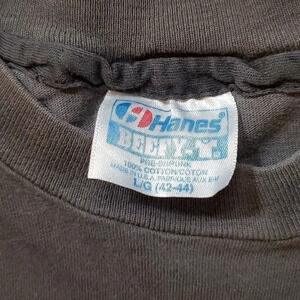 Hanes®
BEEFY-T®
PRE-SHRUNK
100% COTTON/COTON
MADE IN U.S.A./FABRIQUE AUX E-U
L/G (42-44)